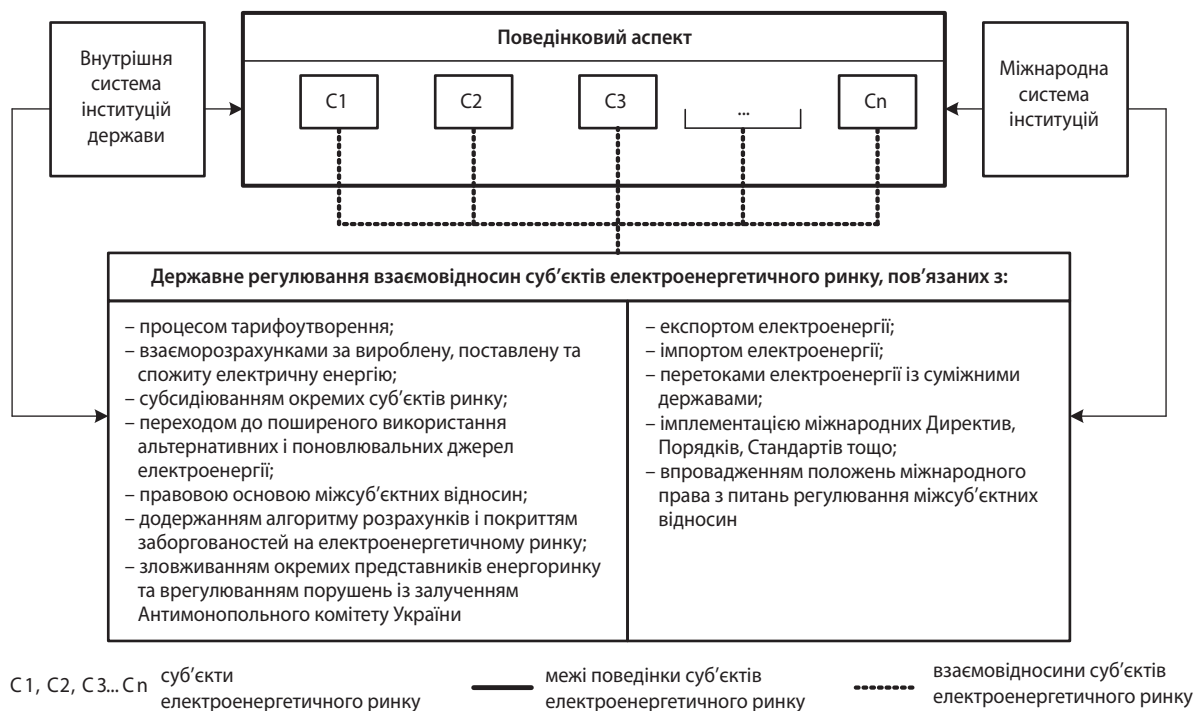 Внутрішня
система
інституцій
держави
Поведінковий аспект
С1
С2
С3
...
Сn
Міжнародна
система
інституцій
Державне регулювання взаємовідносин суб’єктів електроенергетичного ринку, пов’язаних з:
– процесом тарифоутворення;
– взаєморозрахунками за вироблену, поставлену та
спожиту електричну енергію;
– субсидіюванням окремих суб’єктів ринку;
– переходом до поширеного використання
альтернативних і поновлювальних джерел
електроенергії;
– правовою основою міжсуб’єктних відносин;
– додержанням алгоритму розрахунків і покриттям
заборгованостей на електроенергетичному ринку;
– зловживанням окремих представників енергоринку
та врегулюванням порушень із залученням
Антимонопольного комітету України
– експортом електроенергії;
– імпортом електроенергії;
– перетоками електроенергії із суміжними
державами;
– імплементацією міжнародних Директив,
Порядків, Стандартів тощо;
– впровадженням положень міжнародного
права з питань регулювання міжсуб’єктних
відносин
С1, С2, С3...Сn
суб’єкти
електроенергетичного ринку
межі поведінки суб’єктів
електроенергетичного ринку
взаємовідносини суб’єктів
електроенергетичного ринку